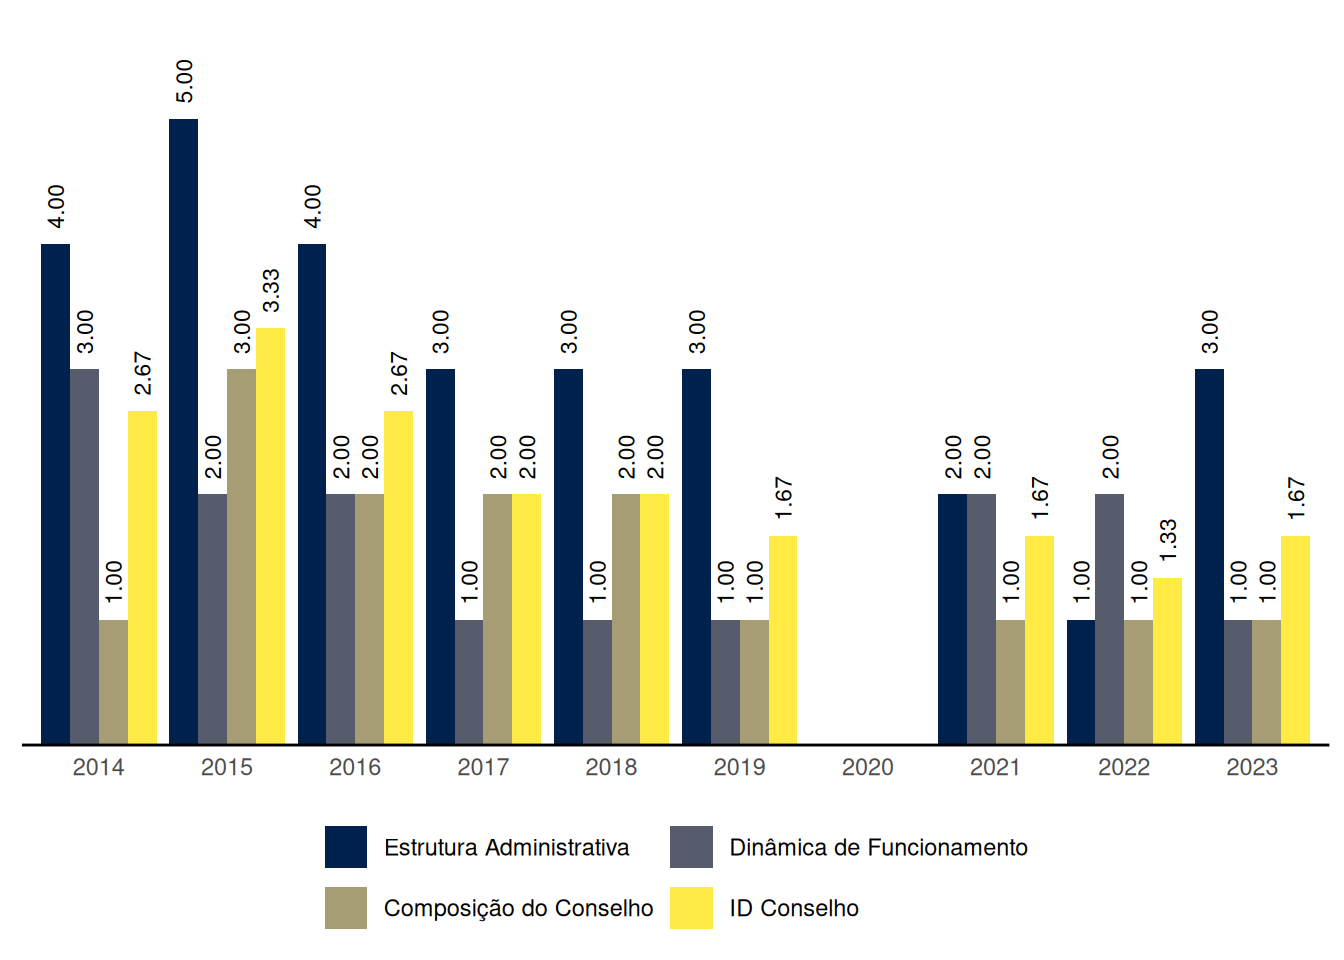 5.00
4.00 4.00
3.33
3.00 3.00 3.00 3.00 3.00 3.00
2.67 2.67
2.00 2.00 2.00 2.00 2.00 2.00 2.00 2.00 2.00 2.00
1.67 1.67 1.67
1.33
1.00 1.00 1.00 1.00 1.00 1.00 1.00 1.00 1.00 1.00
2014 2015 2016 2017 2018 2019 2020 2021 2022 2023
Estrutura Administrativa Dinâmica de Funcionamento
Composição do Conselho ID Conselho